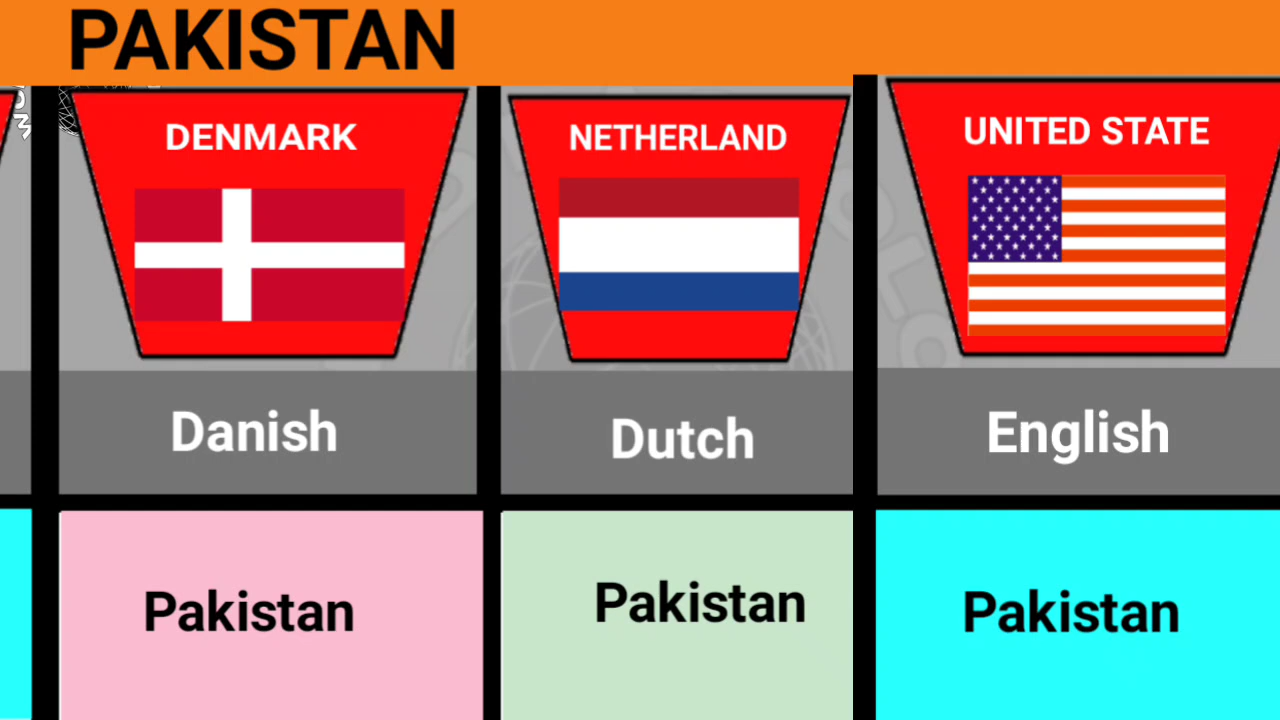 PAKISTAN
DENMARK
NETHERLAND
UNITED STATE
Danish
Dutch
English
Pakistan
Pakistan
Pakistan